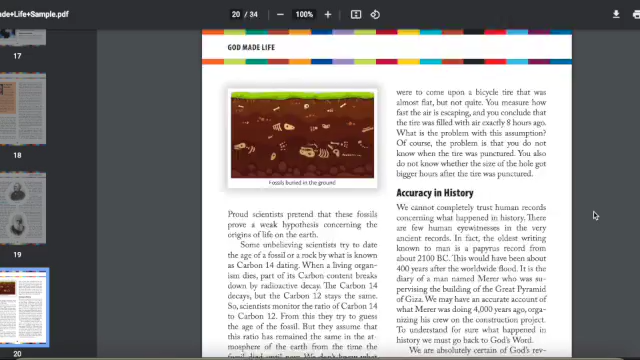 ade+Life+Sample.pdf
20 / 34
100%
17
18
19
20
GOD MADE LIFE
Fossils buried in the ground
Proud scientists pretend that these fossils
prove a weak hypothesis concerning the
origins of life on the earth.
Some unbelieving scientists try to date
the age of a fossil or a rock by what is known
as Carbon 14 dating. When a living organ-
ism dies, part of its Carbon content breaks
down by radioactive decay. The Carbon 14
decays, but the Carbon 12 stays the same.
So, scientists monitor the ratio of Carbon 14
to Carbon 12. From this they try to guess
the age of the fossil. But they assume that
this ratio has remained the same in the at-
mosphere of the earth from the time the
fossil died until now. We don't know what
were to come upon a bicycle tire that was
almost flat, but not quite. You measure how
fast the air is escaping, and you conclude that
the tire was filled with air exactly 8 hours ago.
What is the problem with this assumption?
Of course, the problem is that you do not
know when the tire was punctured. You also
do not know whether the size of the hole got
bigger hours after the tire was punctured.
Accuracy in History
We cannot completely trust human records
concerning what happened in history. There
are few human eyewitnesses in the very
ancient records. In fact, the oldest writing
known to man is a papyrus record from
about 2100 BC. This would have been about
400 years after the worldwide flood. It is the
diary of a man named Merer who was su-
pervising the building of the Great Pyramid
of Giza. We may have an accurate account of
what Merer was doing 4,000 years ago, organ-
izing his crew on the construction project.
To understand for sure what happened in
history we must go back to God's Word.
We are absolutely certain of God's rev-